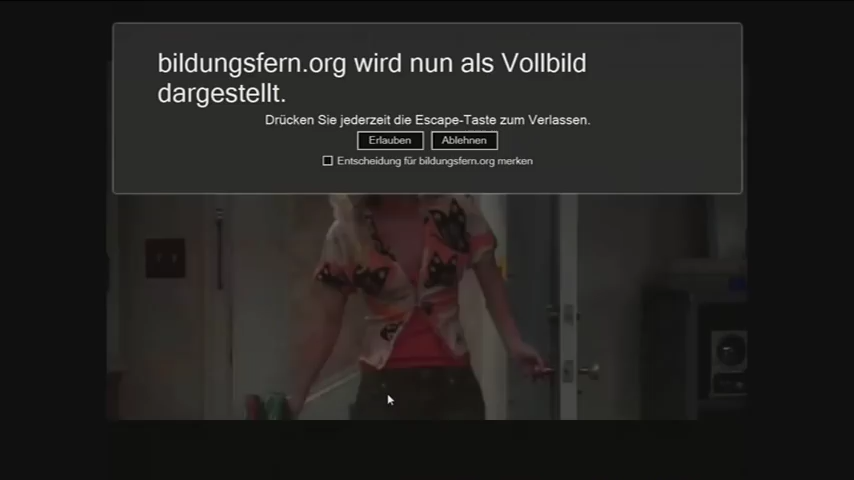 bildungsfern.org wird nun als Vollbild
dargestellt.
Drücken Sie jederzeit die Escape-Taste zum Verlassen.
Erlauben Ablehnen
Entscheidung für bildungsfern.org merken